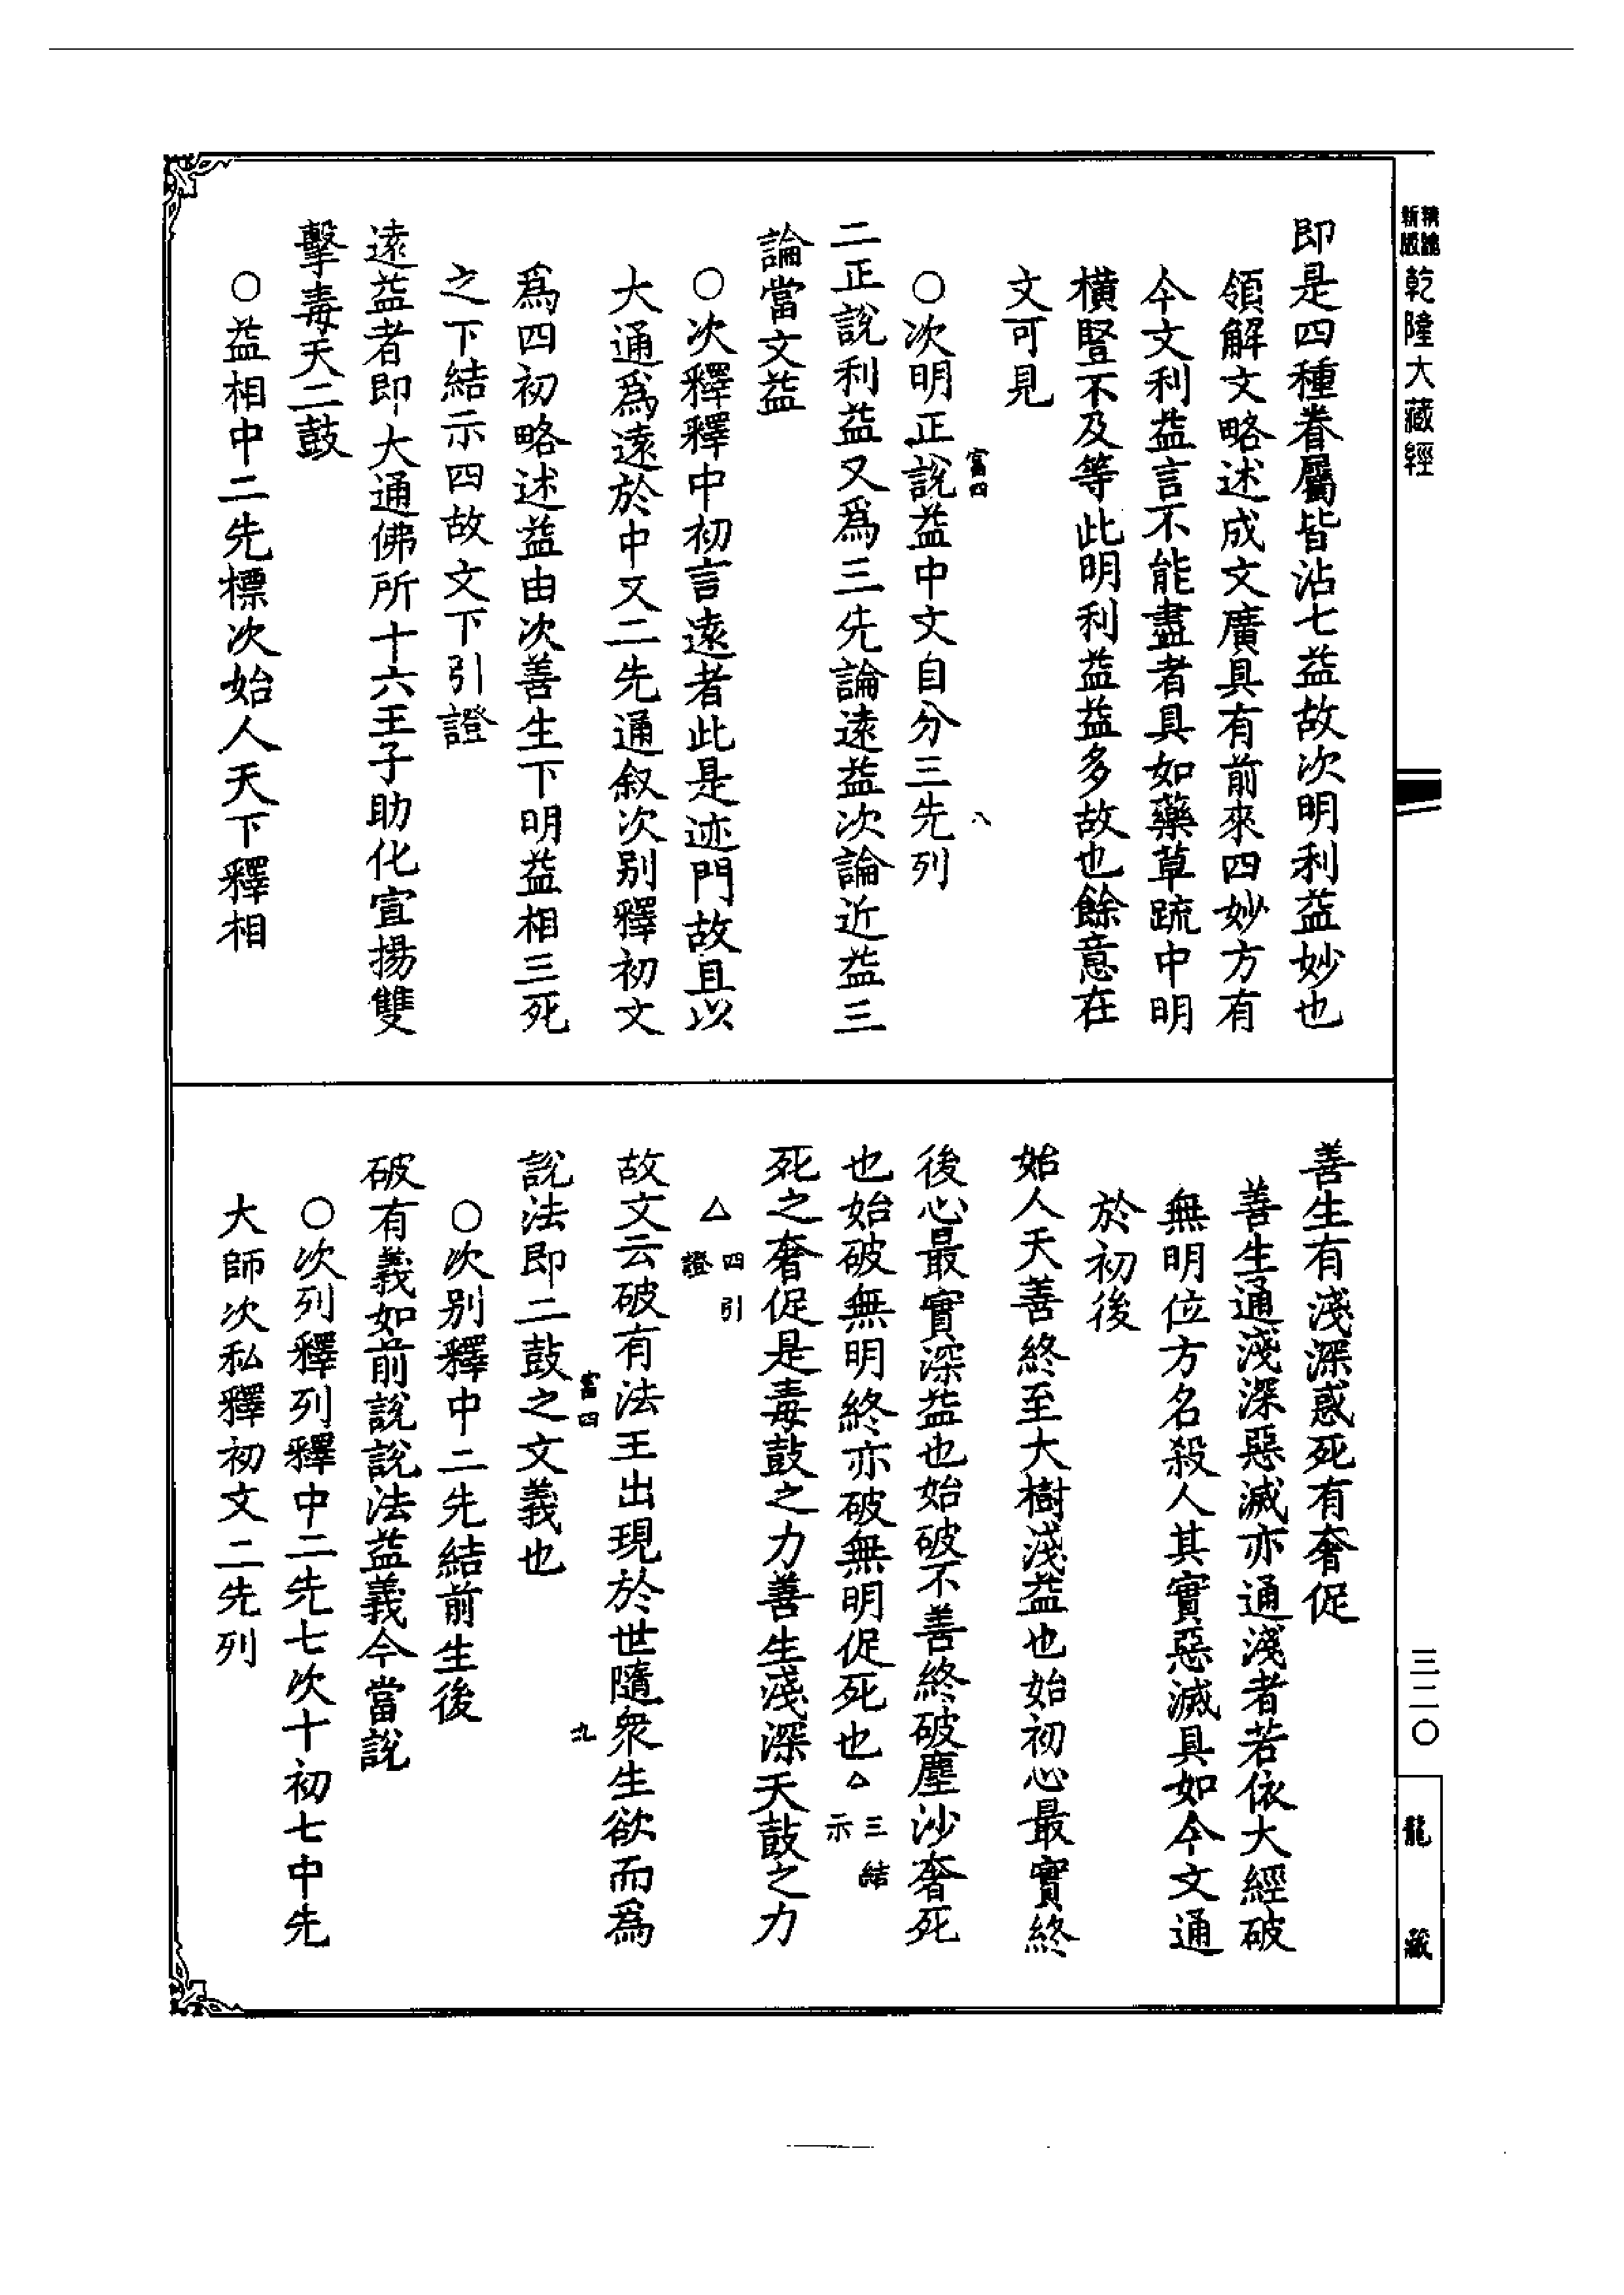 精縮
新版
乾隆大藏經
即是四種眷屬皆沾七益故次明利益妙也
領解文略述成文廣具有前來四妙方有
今文利益言不能盡者具如藥草疏中明
橫豎不及等此明利益益多故也餘意在
文可見
富四
八
○次明正說益中文自分三先列
二正說利益又爲三先論遠益次論近益三
論當文益
○次釋釋中初言遠者此是迹門故且以
大通爲遠於中又二先通叙次別釋初文
爲四初略述益由次善生下明益相三死
之下結示四故文下引證
遠益者即大通佛所十六王子助化宣揚雙
擊毒天二鼓
○益相中二先標次始人天下釋相
善生有淺深惑死有奢促
善生通淺深惡滅亦通淺者若依大經破
無明位方名殺人其實惡滅具如今文通
於初後
始人天善終至大樹淺益也始初心最實終
後心最實深益也始破不善終破塵沙奢死
也始破無明終亦破無明促死也△三結示
死之奢促是毒鼓之力善生淺深天鼓之力
△四引證
故文云破有法王出現於世隨衆生欲而爲
富四
九
說法即二鼓之文義也
○次別釋中二先結前生後
破有義如前說說法益義今當說
○次列釋列釋中二先七次十初七中先
大師次私釋初文二先列
三二〇
龍藏